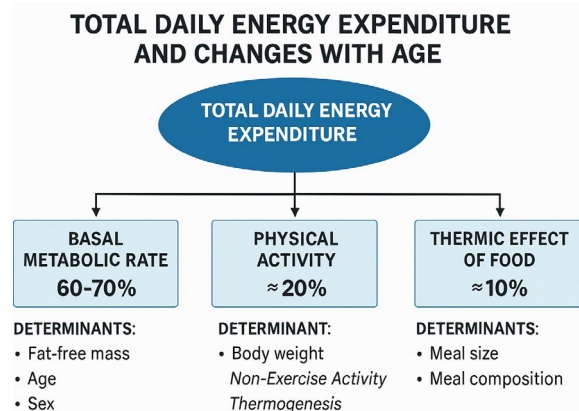 TOTAL DAILY ENERGY EXPENDITURE
AND CHANGES WITH AGE
TOTAL DAILY ENERGY
EXPENDITURE
BASAL
METABOLIC RATE
60-70%
DETERMINANTS:
• Fat-free mass
• Age
• Sex
PHYSICAL
ACTIVITY
≈20%
DETERMINANT:
• Body weight
Non-Exercise Activity
Thermogenesis
THERMIC EFFECT
OF FOOD
≈10%
DETERMINANTS:
• Meal size
• Meal composition